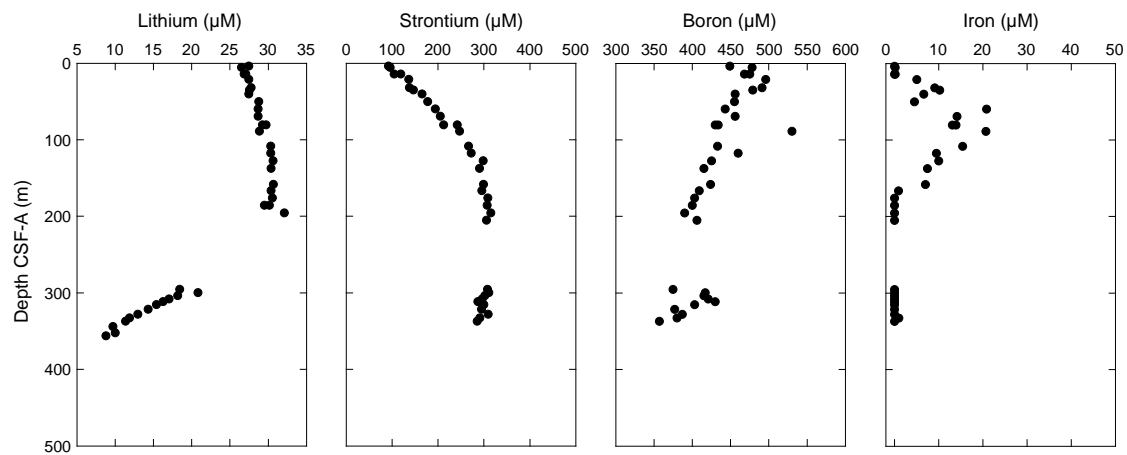 Lithium (μM)
Strontium (μM)
Boron (μM)
Iron (μM)
5 10 15 20 25 30 35
0 100 200 300 400 500
300 350 400 450 500 550 600
0 10 20 30 40 50
0
100
200
300
400
500
Depth CSF-A (m)